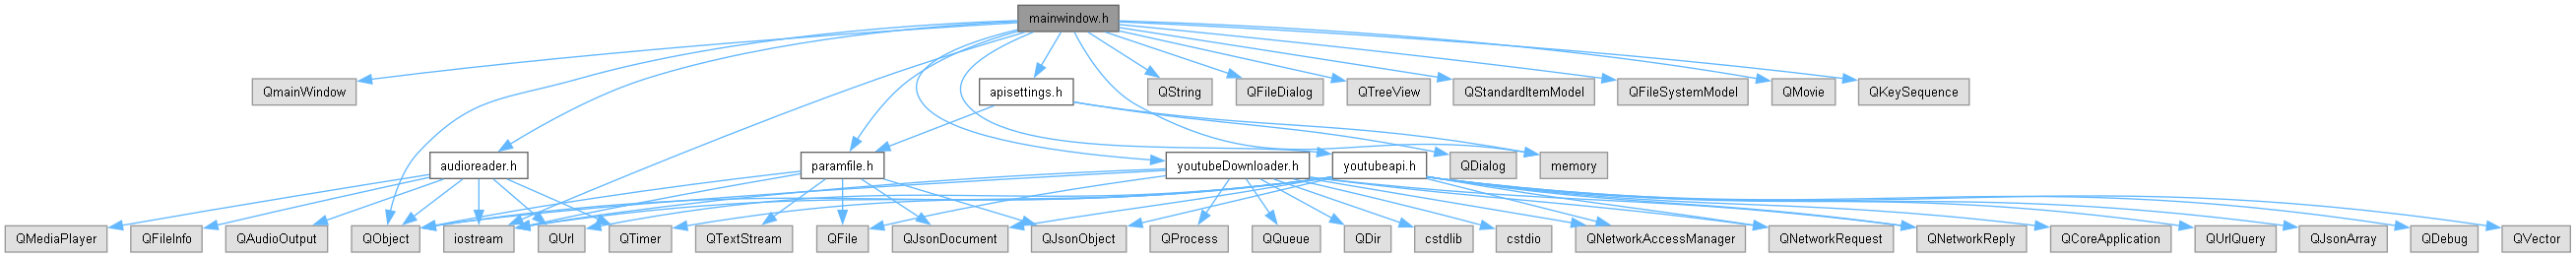 mainwindow.h
QmainWindow
apisettings.h
QString
QFileDialog
QTreeView
QStandardItemModel
QFileSystemModel
QMovie
QKeySequence
audioreader.h
paramfile.h
youtubeDownloader.h
youtubeapi.h
QDialog
memory
QMediaPlayer
QFileInfo
QAudioOutput
QObject
iostream
QUrl
QTimer
QTextStream
QFile
QJsonDocument
QJsonObject
QProcess
QQueue
QDir
cstdlib
cstdio
QNetworkAccessManager
QNetworkRequest
QNetworkReply
QCoreApplication
QUrlQuery
QJsonArray
QDebug
QVector